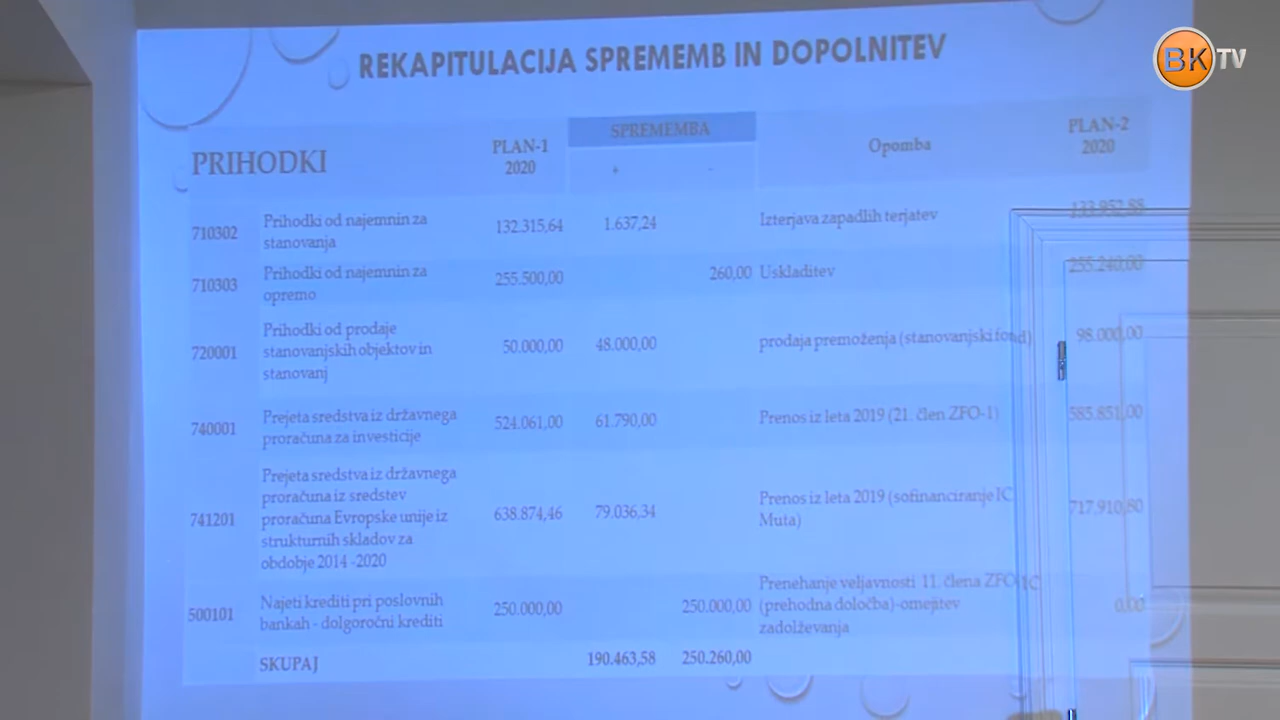 BK TV
REKAPITULACIJA SPREMEMB IN DOPOLNITEV
PRIHODKI
PLAN-1
2020
SPREMEMBA
+ -
Opomba
PLAN-2
2020
710302 Prihodki od najemnin za
stanovanja
132.315,64 1.637,24 Izterjava zapadlih terjatev 133.952,88
710303 Prihodki od najemnin za
opremo
255.500,00 260,00 Uskladitev 255.240,00
720001 Prihodki od prodaje
stanovanjskih objektov in
stanovanj
50.000,00 48.000,00 prodaja premoženja (stanovanjski fond) 98.000,00
740001 Prejeta sredstva iz državnega
proračuna za investicije
524.061,00 61.790,00 Prenos iz leta 2019 (21. člen ZFO-1) 585.851,00
741201 Prejeta sredstva iz državnega
proračuna iz sredstev
proračuna Evropske unije iz
strukturnih skladov za
obdobje 2014 -2020
638.874,46 79.036,34 Prenos iz leta 2019 (sofinanciranje IC
Muta)
717.910,80
500101 Najeti krediti pri poslovnih
bankah - dolgoročni krediti
250.000,00 250.000,00 Prenehanje veljavnosti 11. člena ZFO-1C
(prehodna določba)-omejitev
zadolževanja
0,00
SKUPAJ 190.463,58 250.260,00